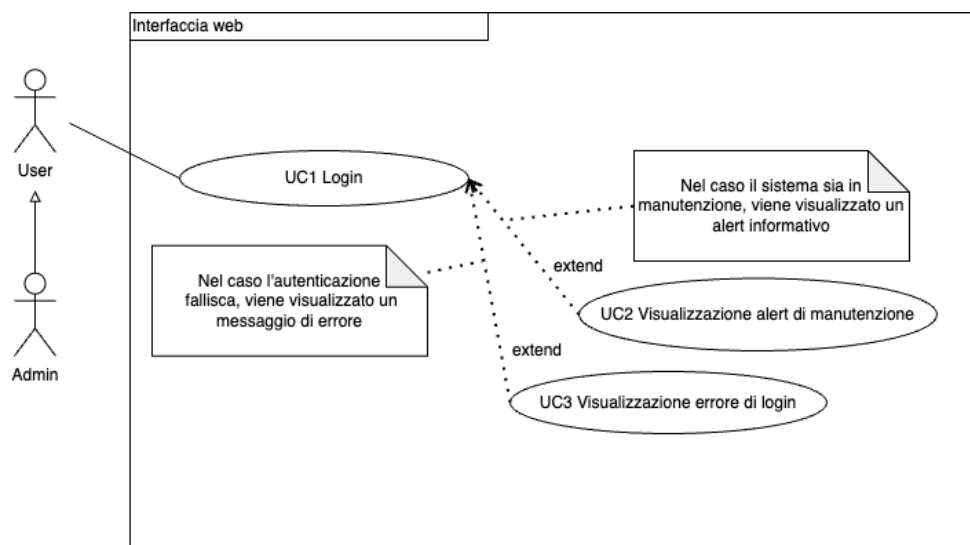 Interfaccia web
User
UC1 Login
Nel caso il sistema sia in
manutenzione, viene visualizzato un
alert informativo
Nel caso l'autenticazione
fallisca, viene visualizzato un
messaggio di errore
extend
UC2 Visualizzazione alert di manutenzione
extend
Admin
UC3 Visualizzazione errore di login